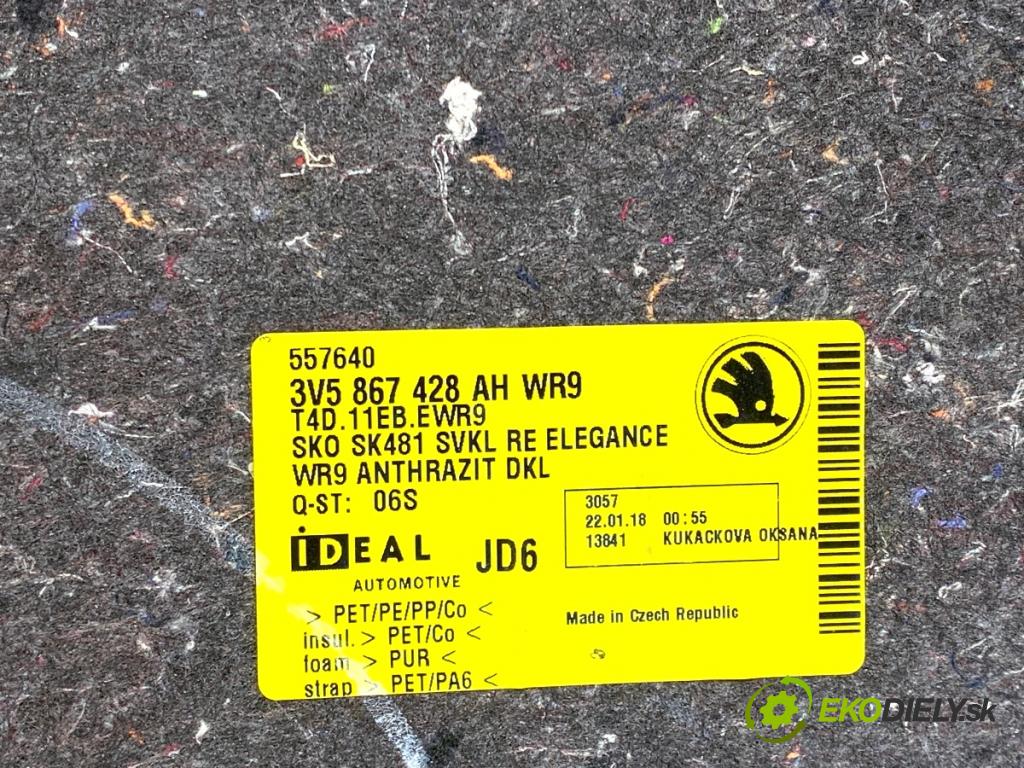 557640
3V5 867 428 AH WR9
T4D.11EB.EWR9
SKO SK481 SVKL RE ELEGANCE
WR9 ANTHRAZIT DKL
Q-ST: 06S
3057
22.01.18 00:55
13841 KUKACKOVA OKSANA
iDEAL
AUTOMOTIVE
JD6
> PET/PE/PP/Co <
insul. > PET/Co <
foam > PUR <
strap > PET/PA6 <
Made in Czech Republic
EKODIELY.sk